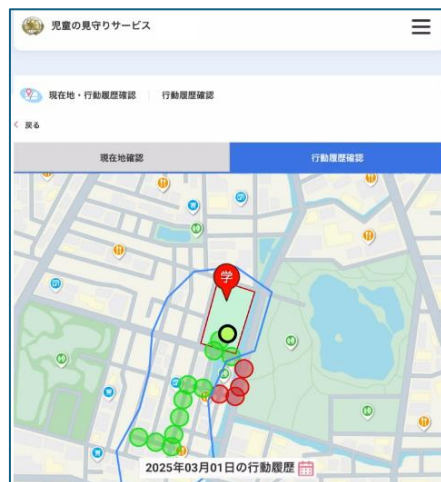 児童の見守りサービス
現在地・行動履歴確認
行動履歴確認
戻る
現在地確認
行動履歴確認
学
2025年03月01日の行動履歴